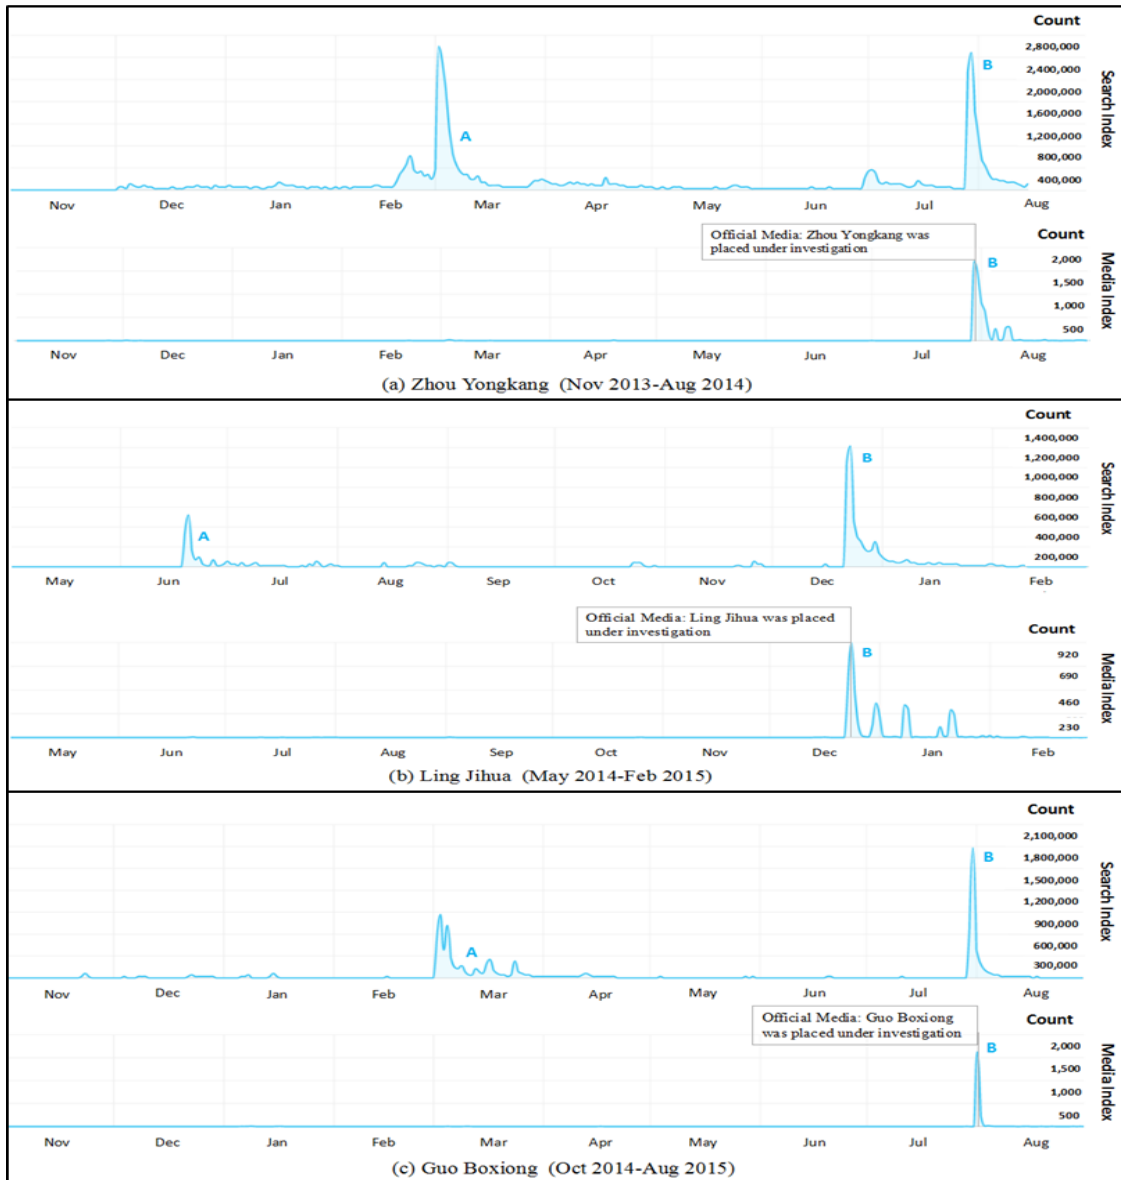 Count
2,800,000
2,400,000
2,000,000
1,600,000
1,200,000
800,000
400,000
Search Index
A
B
Nov Dec Jan Feb Mar Apr May Jun Jul Aug
Official Media: Zhou Yongkang was
placed under investigation
Count
2,000
1,500
1,000
500
Media Index
B
Nov Dec Jan Feb Mar Apr May Jun Jul Aug
(a) Zhou Yongkang (Nov 2013-Aug 2014)
Count
1,400,000
1,200,000
1,000,000
800,000
600,000
400,000
200,000
Search Index
A
B
May Jun Jul Aug Sep Oct Nov Dec Jan Feb
Official Media: Ling Jihua was placed
under investigation
Count
920
690
460
230
Media Index
B
May Jun Jul Aug Sep Oct Nov Dec Jan Feb
(b) Ling Jihua (May 2014-Feb 2015)
Count
2,100,000
1,800,000
1,500,000
1,200,000
900,000
600,000
300,000
Search Index
A
B
Nov Dec Jan Feb Mar Apr May Jun Jul Aug
Official Media: Guo Boxiong
was placed under investigation
Count
2,000
1,500
1,000
500
Media Index
B
Nov Dec Jan Feb Mar Apr May Jun Jul Aug
(c) Guo Boxiong (Oct 2014-Aug 2015)